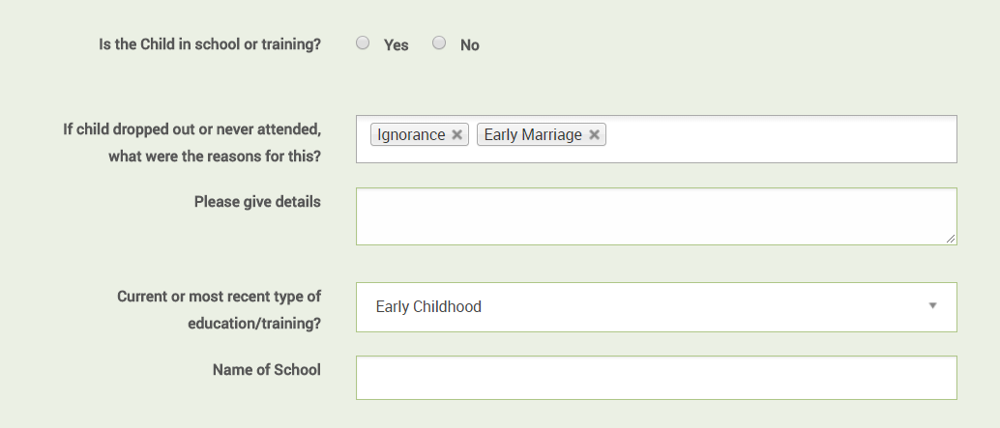 Is the Child in school or training? Yes No
If child dropped out or never attended,
what were the reasons for this?
Ignorance × Early Marriage ×
Please give details
Current or most recent type of
education/training?
Early Childhood
Name of School